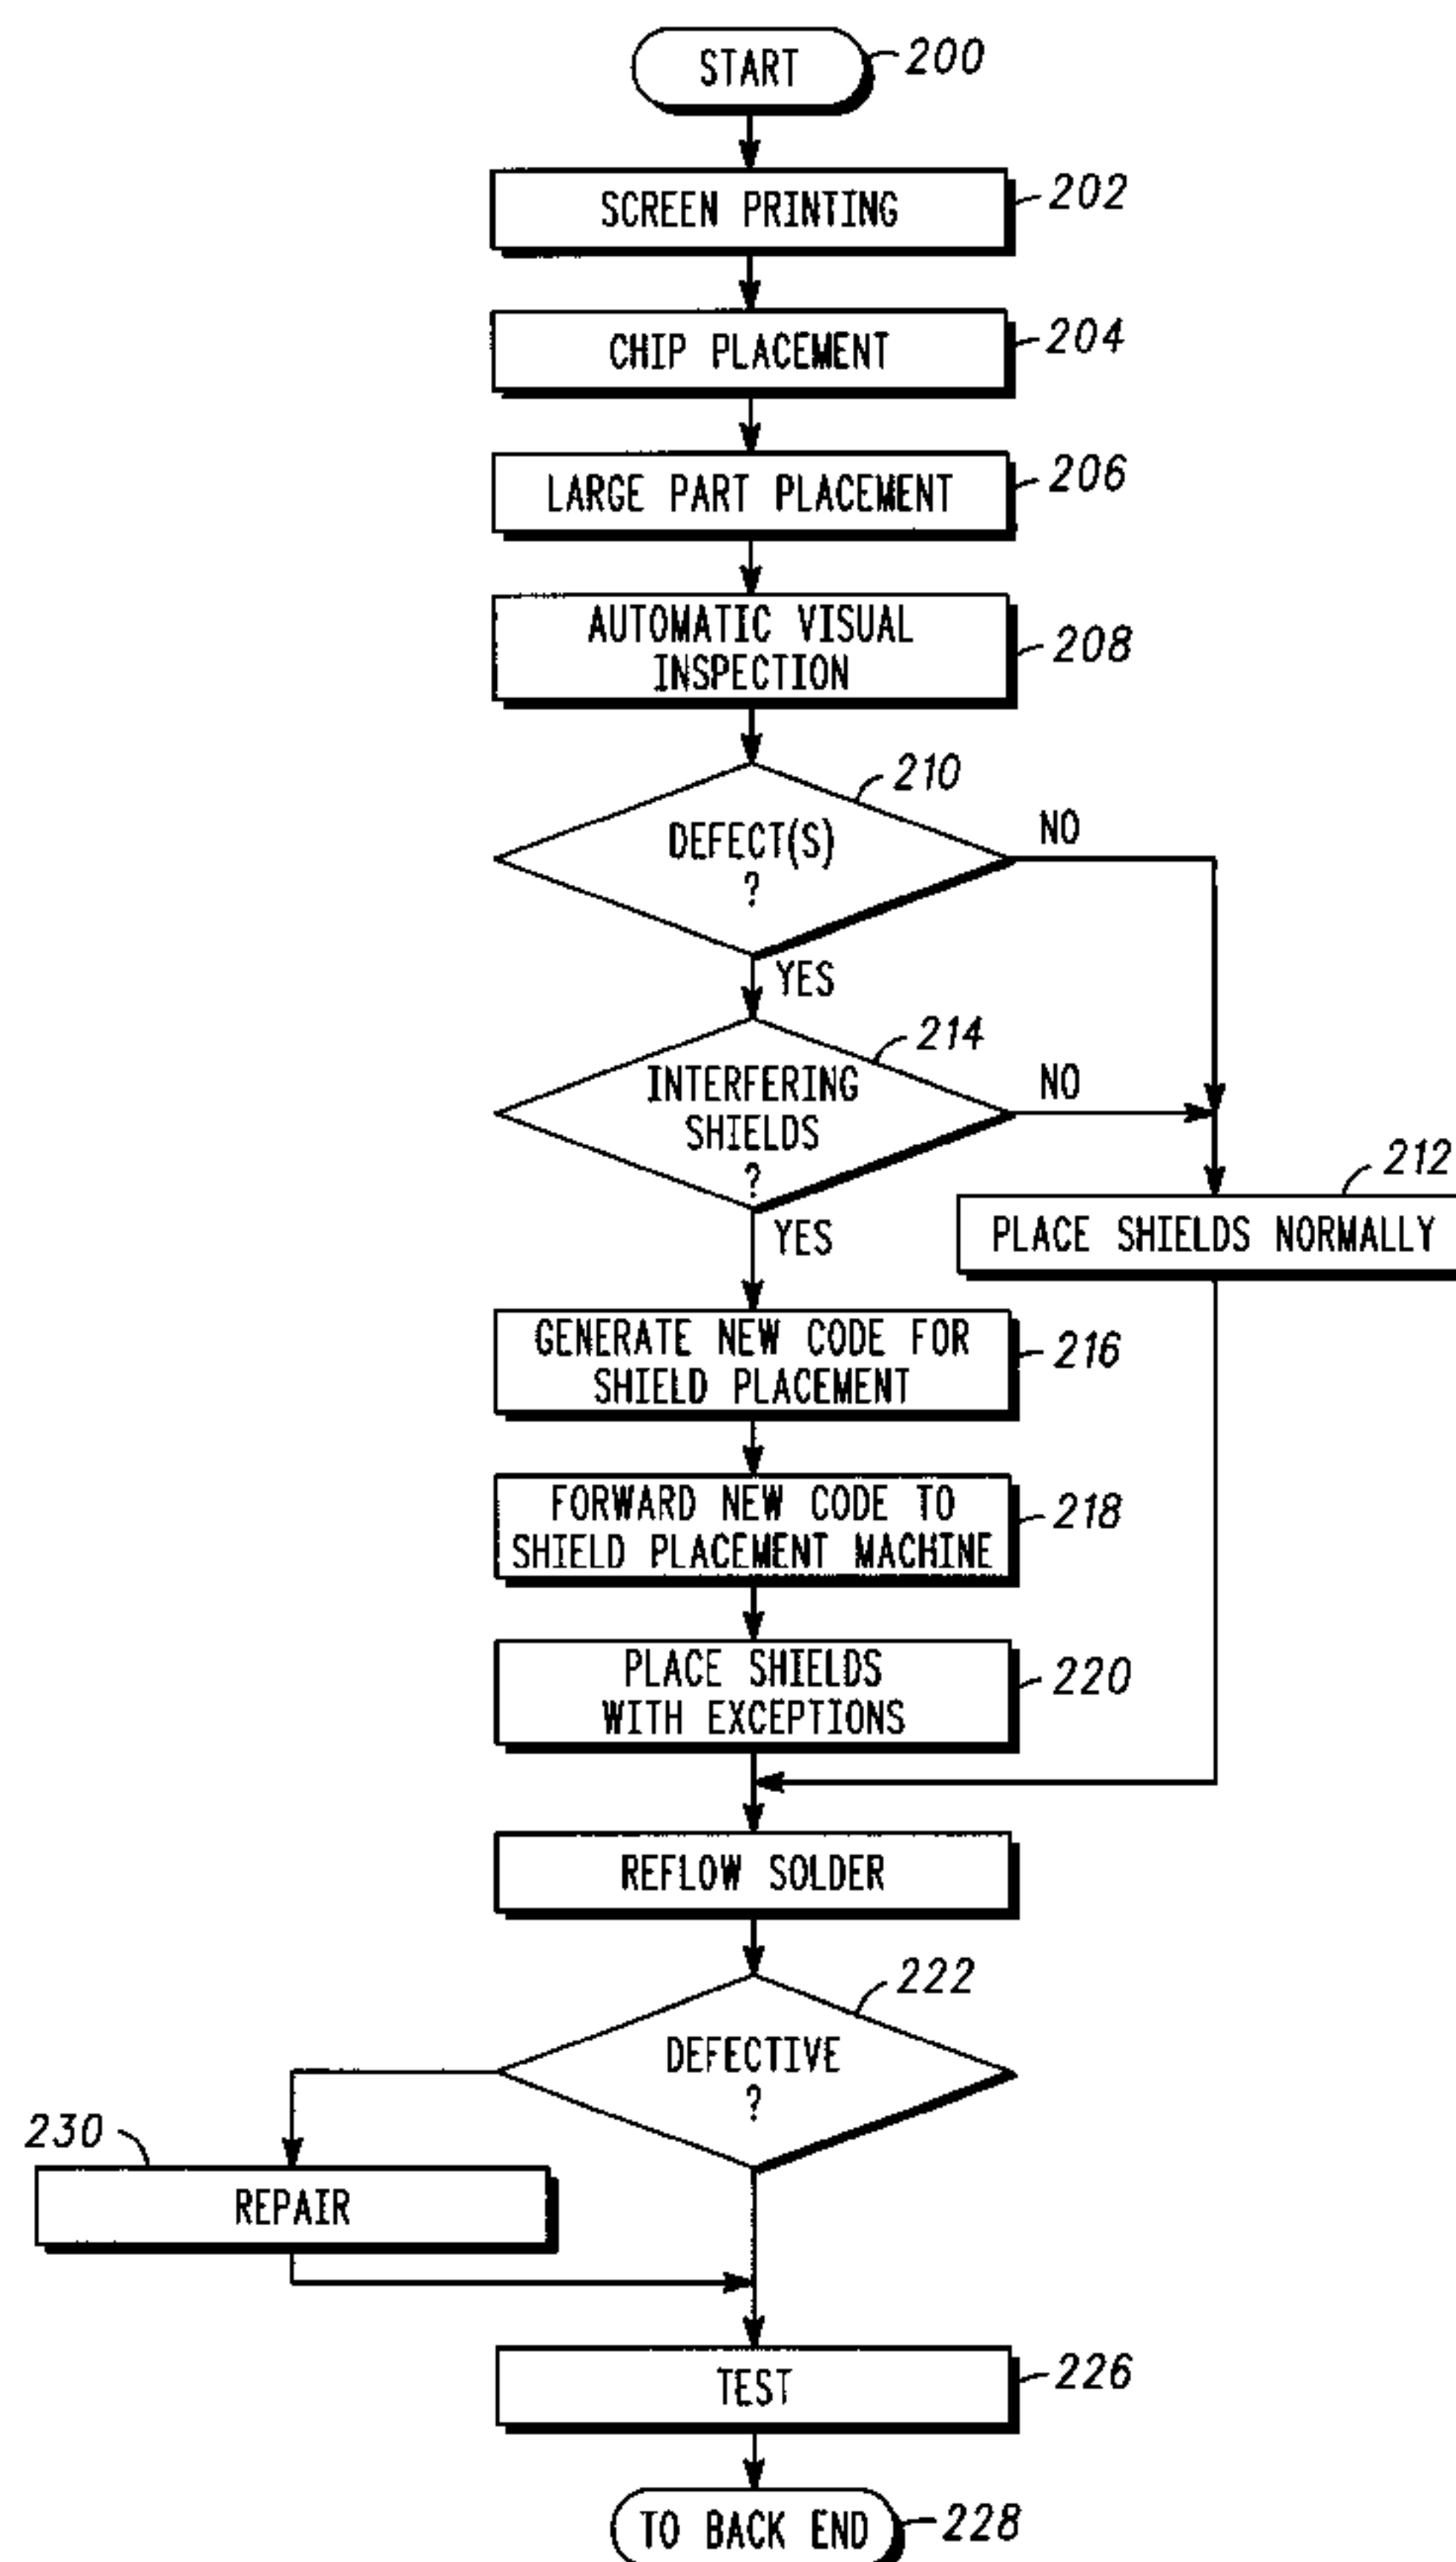 START
200
SCREEN PRINTING
202
CHIP PLACEMENT
204
LARGE PART PLACEMENT
206
AUTOMATIC VISUAL
INSPECTION
208
210
DEFECT(S)
?
NO
YES
214
INTERFERING
SHIELDS
?
NO
YES
212
PLACE SHIELDS NORMALLY
GENERATE NEW CODE FOR
SHIELD PLACEMENT
216
FORWARD NEW CODE TO
SHIELD PLACEMENT MACHINE
218
PLACE SHIELDS
WITH EXCEPTIONS
220
REFLOW SOLDER
222
DEFECTIVE
?
230
REPAIR
TEST
226
TO BACK END
228